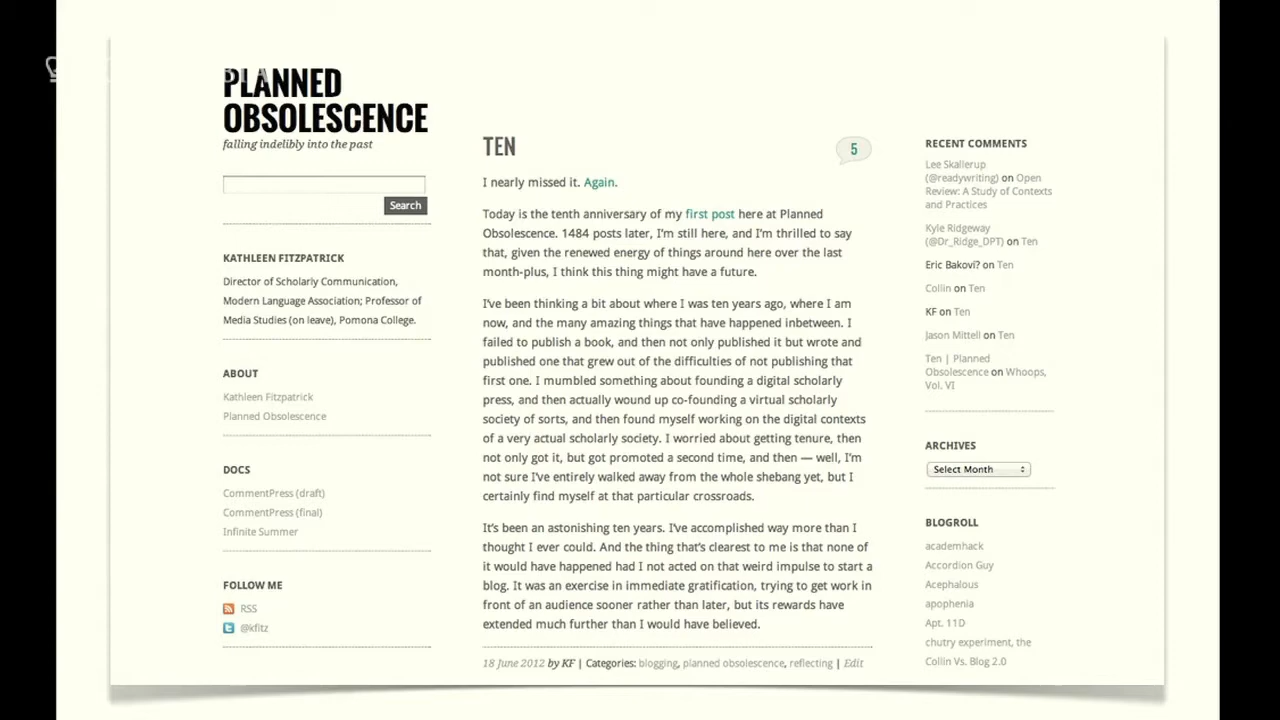 PLANNED
OBSOLESCENCE
falling indelibly into the past
Search
KATHLEEN FITZPATRICK
Director of Scholarly Communication,
Modern Language Association; Professor of
Media Studies (on leave), Pomona College.
ABOUT
Kathleen Fitzpatrick
Planned Obsolescence
DOCS
CommentPress (draft)
CommentPress (final)
Infinite Summer
FOLLOW ME
RSS
@kfitz
TEN
5
I nearly missed it. Again.
Today is the tenth anniversary of my first post here at Planned
Obsolescence. 1484 posts later, I'm still here, and I'm thrilled to say
that, given the renewed energy of things around here over the last
month-plus, I think this thing might have a future.
I've been thinking a bit about where I was ten years ago, where I am
now, and the many amazing things that have happened inbetween. I
failed to publish a book, and then not only published it but wrote and
published one that grew out of the difficulties of not publishing that
first one. I mumbled something about founding a digital scholarly
press, and then actually wound up co-founding a virtual scholarly
society of sorts, and then found myself working on the digital contexts
of a very actual scholarly society. I worried about getting tenure, then
not only got it, but got promoted a second time, and then — well, I'm
not sure I've entirely walked away from the whole shebang yet, but I
certainly find myself at that particular crossroads.
It's been an astonishing ten years. I've accomplished way more than I
thought I ever could. And the thing that's clearest to me is that none of
it would have happened had I not acted on that weird impulse to start a
blog. It was an exercise in immediate gratification, trying to get work in
front of an audience sooner rather than later, but its rewards have
extended much further than I would have believed.
18 June 2012 by KF | Categories: blogging, planned obsolescence, reflecting | Edit
RECENT COMMENTS
Lee Skallerup
(@readywriting) on Open
Review: A Study of Contexts
and Practices
Kyle Ridgeway
(@Dr_Ridge_DPT) on Ten
Eric Bakovi? on Ten
Collin on Ten
KF on Ten
Jason Mittell on Ten
Ten | Planned
Obsolescence on Whoops,
Vol. VI
ARCHIVES
Select Month
BLOGROLL
academhack
Accordion Guy
Acephalous
apophenia
Apt. 11D
chutry experiment, the
Collin Vs. Blog 2.0